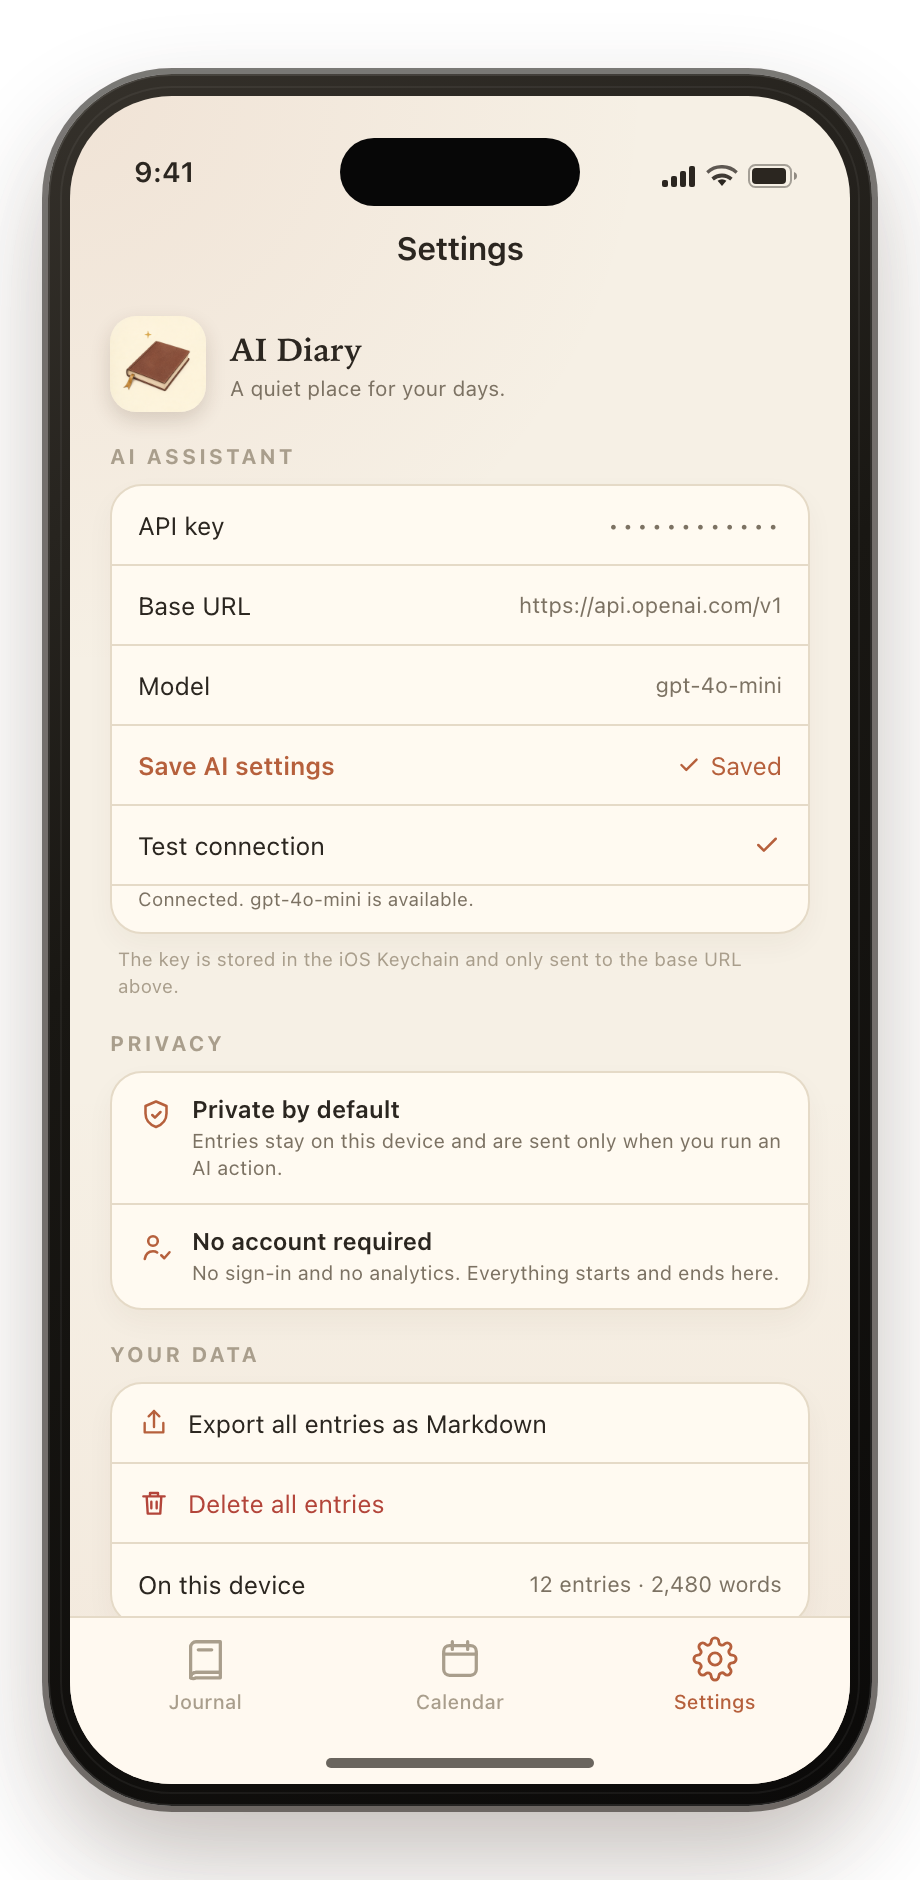 9:41
Settings
AI Diary
A quiet place for your days.
AI ASSISTANT
API key ••••••••••••
Base URL https://api.openai.com/v1
Model gpt-4o-mini
Save AI settings ✓ Saved
Test connection ✓
Connected. gpt-4o-mini is available.
The key is stored in the iOS Keychain and only sent to the base URL
above.
PRIVACY
Private by default
Entries stay on this device and are sent only when you run an
AI action.
No account required
No sign-in and no analytics. Everything starts and ends here.
YOUR DATA
Export all entries as Markdown
Delete all entries
On this device 12 entries · 2,480 words
Journal Calendar Settings